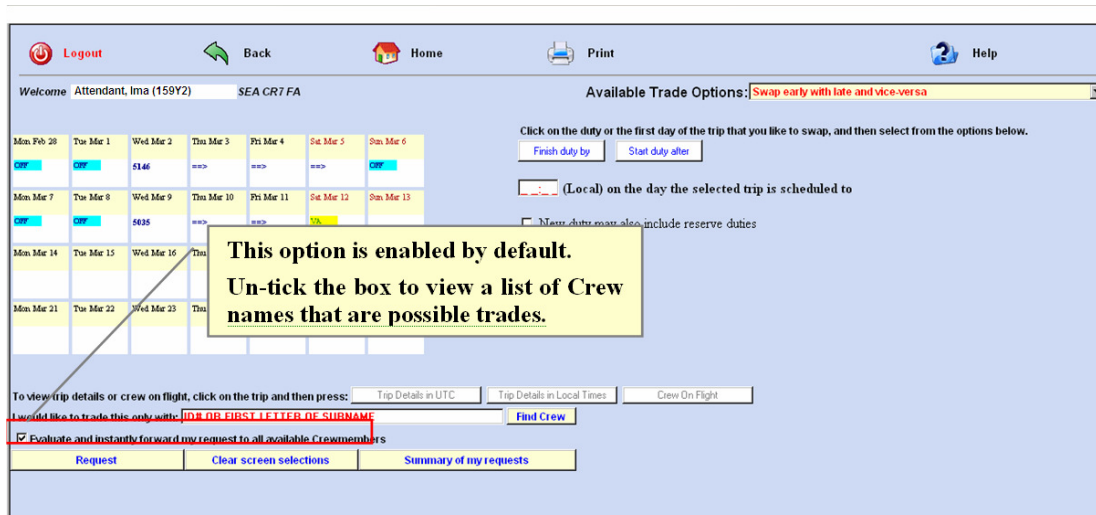 Logout Back Home Print Help
Welcome Attendant, Ima (159Y2) SEA CR7 FA
Available Trade Options: Swap early with late and vice-versa
Click on the duty or the first day of the trip that you like to swap, and then select from the options below.
Finish duty by Start duty after
Mon Feb 28 Tue Mar 1 Wed Mar 2 Thu Mar 3 Fri Mar 4 Sat Mar 5 Sun Mar 6
OFF OFF 5146 ==> ==> ==> OFF
__:__ (Local) on the day the selected trip is scheduled to
Mon Mar 7 Tue Mar 8 Wed Mar 9 Thu Mar 10 Fri Mar 11 Sat Mar 12 Sun Mar 13
OFF OFF 5035 ==> ==> VA
New duty may also include reserve duties
Mon Mar 14 Tue Mar 15 Wed Mar 16 Thu
This option is enabled by default.
Un-tick the box to view a list of Crew
names that are possible trades.
Mon Mar 21 Tue Mar 22 Wed Mar 23 Thu
To view trip details or crew on flight, click on the trip and then press: Trip Details in UTC Trip Details in Local Times Crew On Flight
I would like to trade this only with: ID# OR FIRST LETTER OF SURNAME Find Crew
Evaluate and instantly forward my request to all available Crewmembers
Request Clear screen selections Summary of my requests